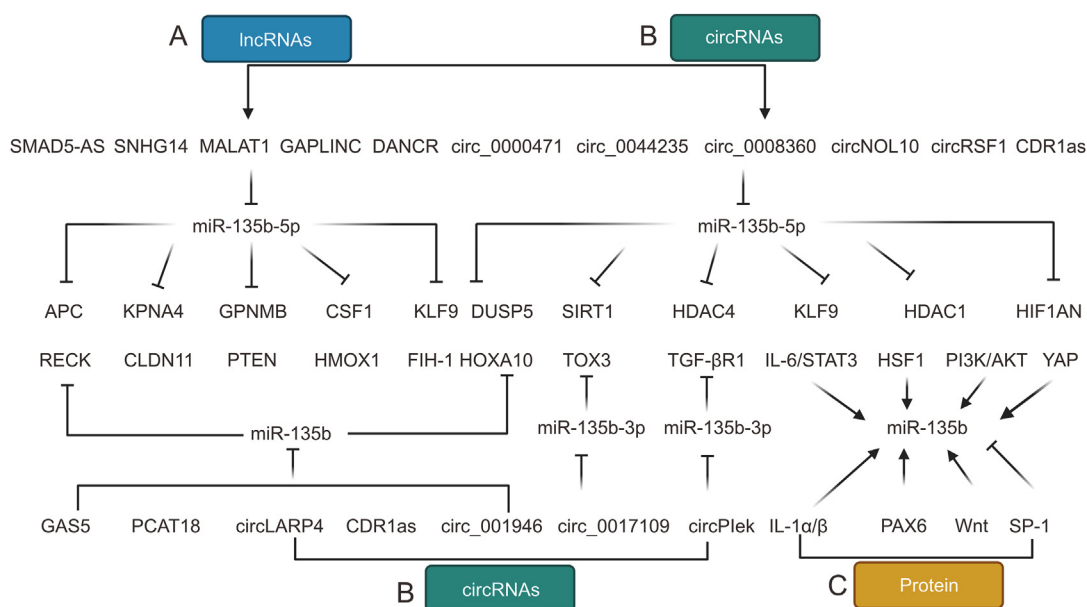 A lncRNAs B circRNAs
SMAD5-AS SNHG14 MALAT1 GAPLINC DANCR circ_0000471 circ_0044235 circ_0008360 circNOL10 circRSF1 CDR1as
miR-135b-5p miR-135b-5p
APC KPNA4 GPNMB CSF1 KLF9 DUSP5 SIRT1 HDAC4 KLF9 HDAC1 HIF1AN
RECK CLDN11 PTEN HMOX1 FIH-1 HOXA10 TOX3 TGF-βR1 IL-6/STAT3 HSF1 PI3K/AKT YAP
miR-135b miR-135b-3p miR-135b-3p miR-135b
GAS5 PCAT18 circLARP4 CDR1as circ_001946 circ_0017109 circPlek IL-1α/β PAX6 Wnt SP-1
B circRNAs C Protein